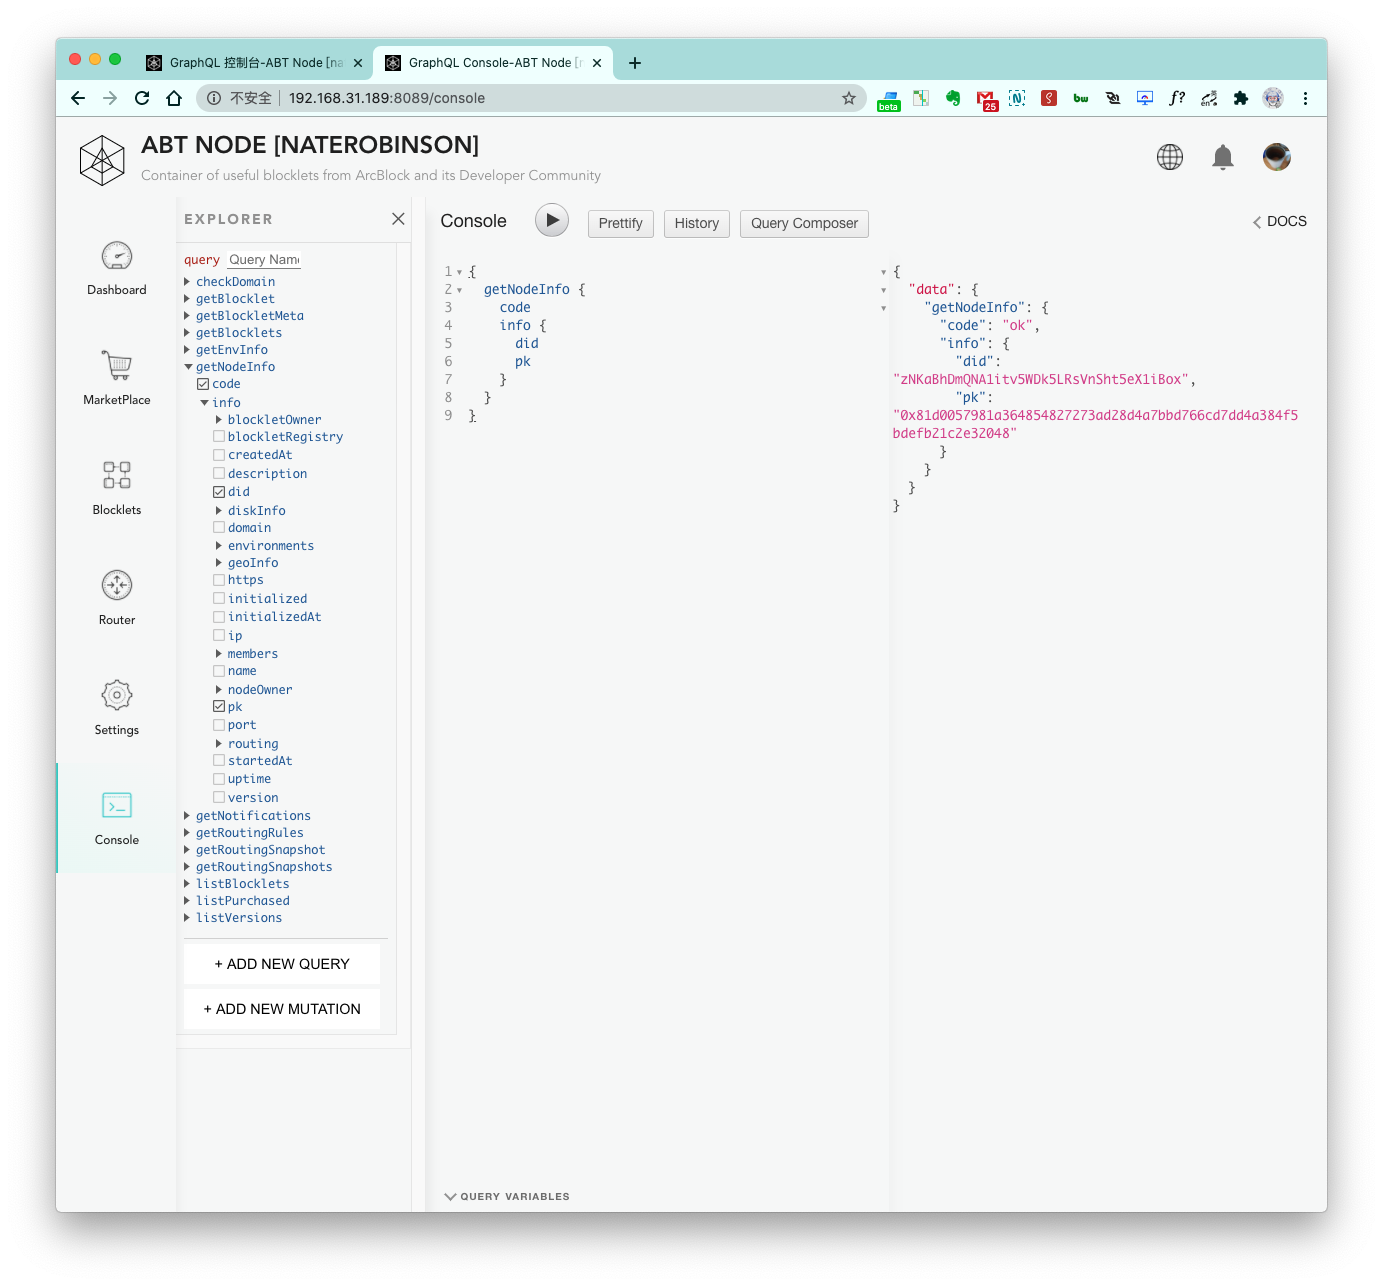 GraphQL 控制台-ABT Node [na
GraphQL Console-ABT Node [n
不安全
192.168.31.189:8089/console
beta
25
f?
en
bw
ABT NODE [NATEROBINSON]
Container of useful blocklets from ArcBlock and its Developer Community
Dashboard
MarketPlace
Blocklets
Router
Settings
Console
EXPLORER
query Query Name
checkDomain
getBlocklet
getBlockletMeta
getBlocklets
getEnvInfo
getNodeInfo
code
info
blockletOwner
blockletRegistry
createdAt
description
did
diskInfo
domain
environments
geoInfo
https
initialized
initializedAt
ip
members
name
nodeOwner
pk
port
routing
startedAt
uptime
version
getNotifications
getRoutingRules
getRoutingSnapshot
getRoutingSnapshots
listBlocklets
listPurchased
listVersions
+ ADD NEW QUERY
+ ADD NEW MUTATION
Console Prettify History Query Composer DOCS
1 {
2 getNodeInfo {
3 code
4 info {
5 did
6 pk
7 }
8 }
9 }
{
"data": {
"getNodeInfo": {
"code": "ok",
"info": {
"did":
"zNKaBhDmQNA1itv5WDk5LRsVnSht5eX1iBox",
"pk":
"0x81d0057981a364854827273ad28d4a7bbd766cd7dd4a384f5
bdefb21c2e32048"
}
}
}
}
QUERY VARIABLES